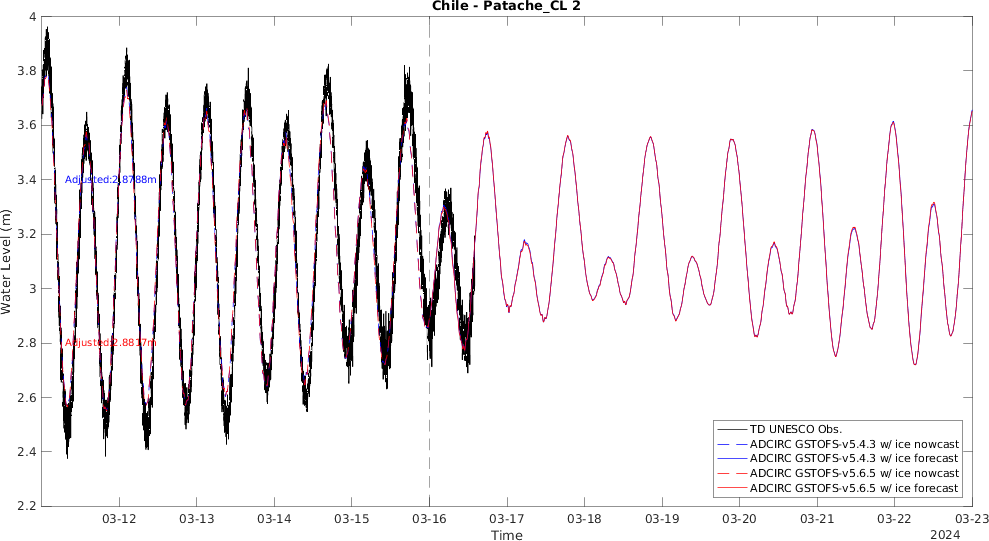 Chile - Patache_CL 2
Water Level (m)
4
3.8
3.6
3.4
3.2
3
2.8
2.6
2.4
2.2
Adjusted:2.8788m
Adjusted:2.8817m
TD UNESCO Obs.
ADCIRC GSTOFS-v5.4.3 w/ ice nowcast
ADCIRC GSTOFS-v5.4.3 w/ ice forecast
ADCIRC GSTOFS-v5.6.5 w/ ice nowcast
ADCIRC GSTOFS-v5.6.5 w/ ice forecast
03-12 03-13 03-14 03-15 03-16 03-17 03-18 03-19 03-20 03-21 03-22 03-23
Time
2024